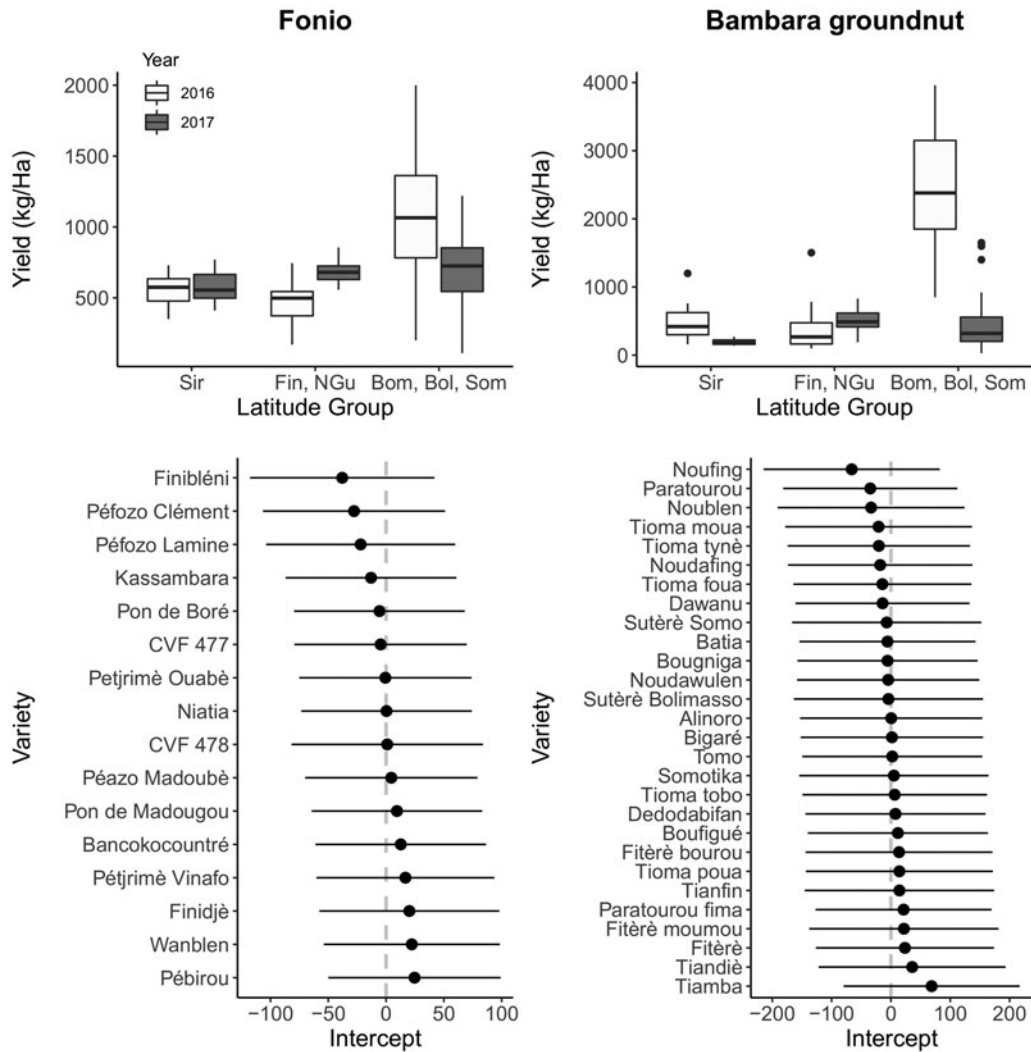 Fonio
Bambara groundnut
Year
2016
2017
Yield (kg/Ha)
2000
1500
1000
500
Sir
Fin, NGu
Bom, Bol, Som
Latitude Group
Yield (kg/Ha)
4000
3000
2000
1000
0
Sir
Fin, NGu
Bom, Bol, Som
Latitude Group
Variety
Finibléni
Péfozo Clément
Péfozo Lamine
Kassambara
Pon de Boré
CVF 477
Petjrimè Ouabè
Niatia
CVF 478
Péazo Madoubè
Pon de Madougou
Bancokocountré
Pétjrimè Vinafo
Finidjè
Wanblen
Pébirou
−100 −50 0 50 100
Intercept
Variety
Noufing
Paratourou
Noublen
Tioma moua
Tioma tynè
Noudafing
Tioma foua
Dawanu
Sutèrè Somo
Batia
Bougniga
Noudawulen
Sutèrè Bolimasso
Alinoro
Bigaré
Tomo
Somotika
Tioma tobo
Dedodabifan
Boufigué
Fitèrè bourou
Tioma poua
Tianfin
Paratourou fima
Fitèrè moumou
Fitèrè
Tiandiè
Tiamba
−200 −100 0 100 200
Intercept